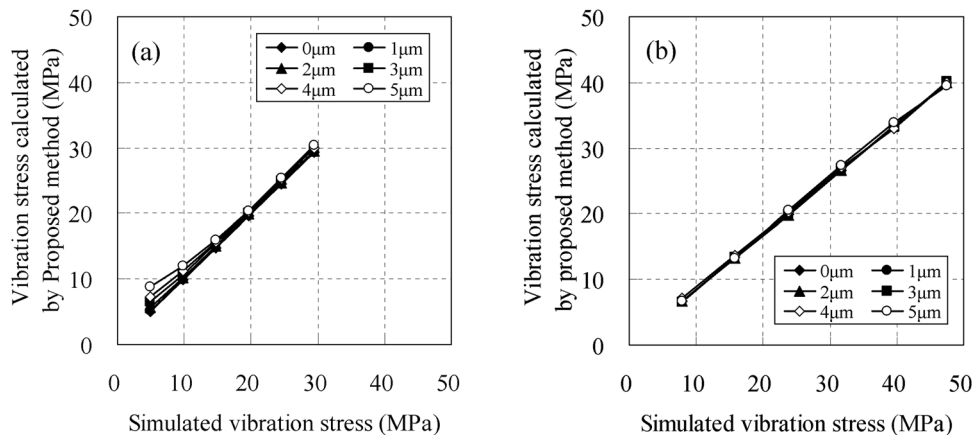 Vibration stress calculated
by Proposed method (MPa)
50
40
30
20
10
0
(a)
0μm 1μm
2μm 3μm
4μm 5μm
0 10 20 30 40 50
Simulated vibration stress (MPa)
Vibration stress calculated
by proposed method (MPa)
50
40
30
20
10
0
(b)
0μm 1μm
2μm 3μm
4μm 5μm
0 10 20 30 40 50
Simulated vibration stress (MPa)